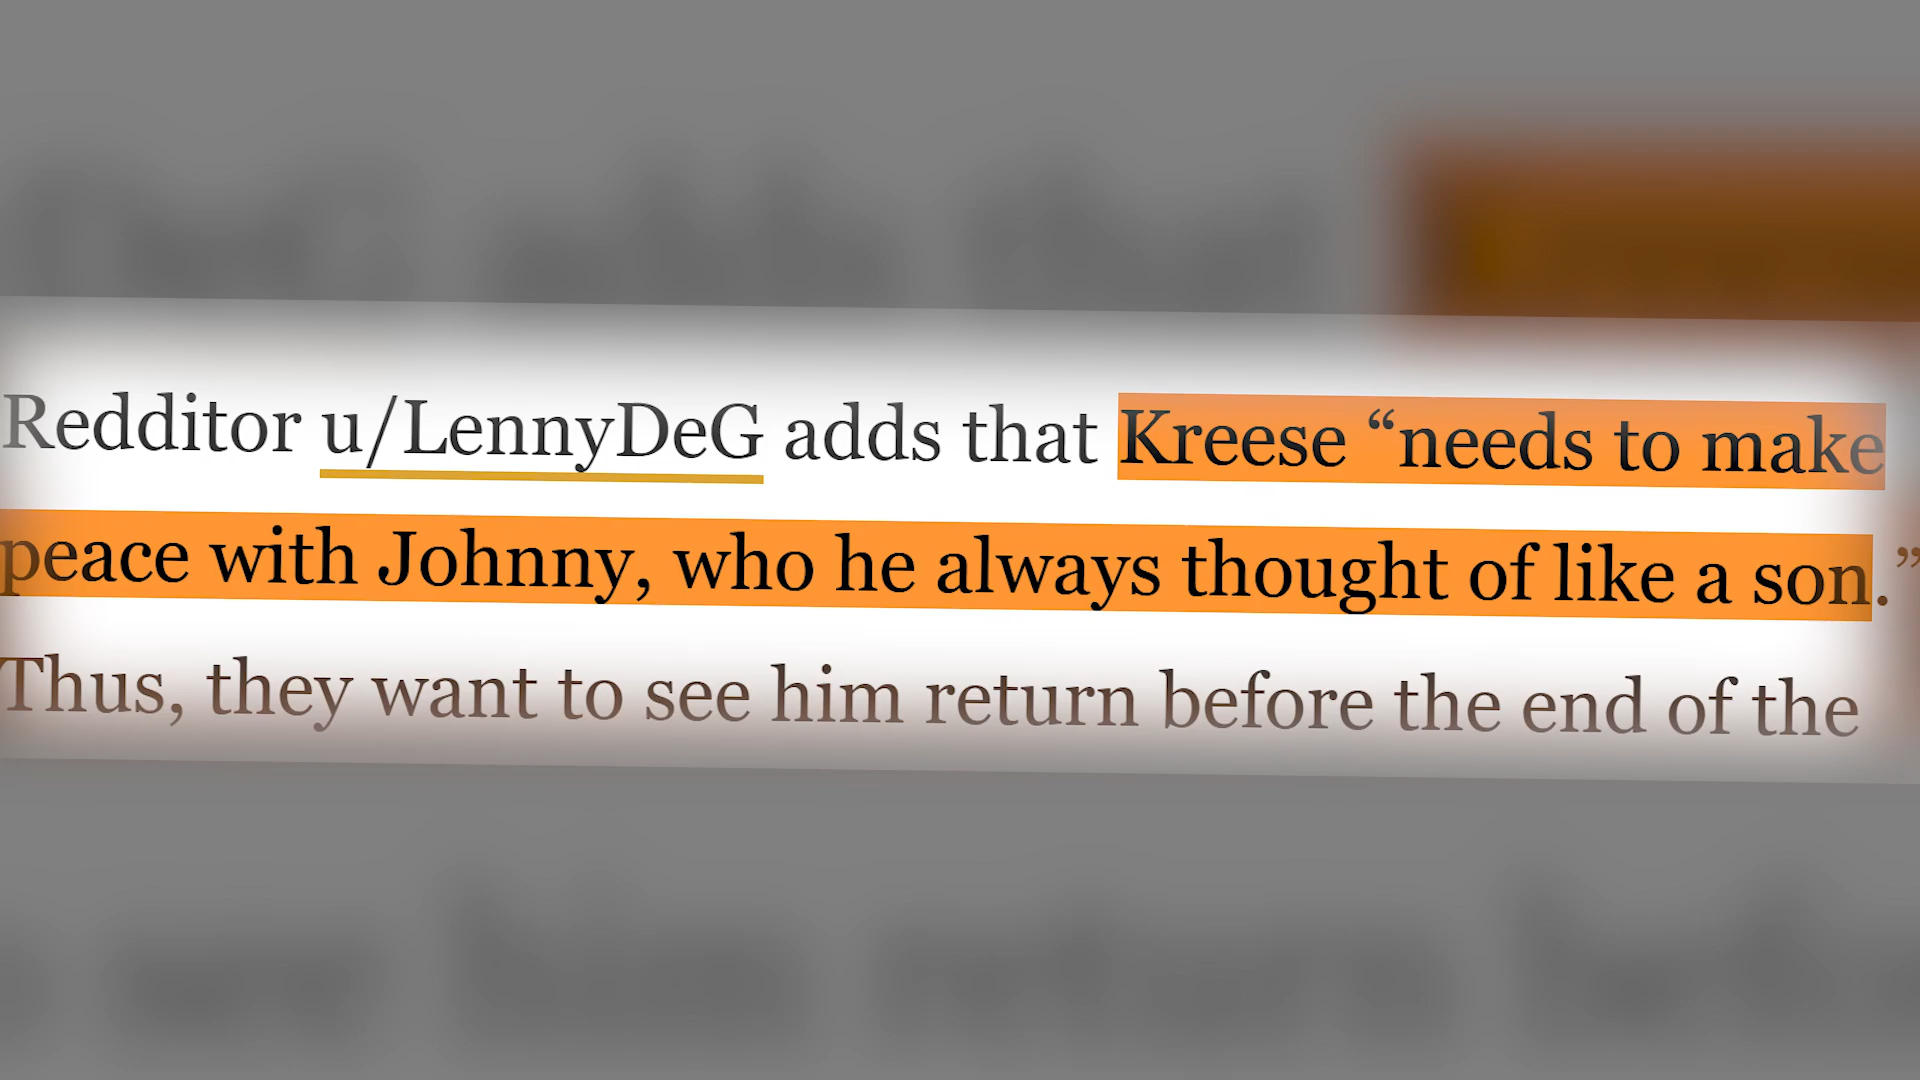 Redditor u/LennyDeG adds that Kreese “needs to make
peace with Johnny, who he always thought of like a son.”
Thus, they want to see him return before the end of the